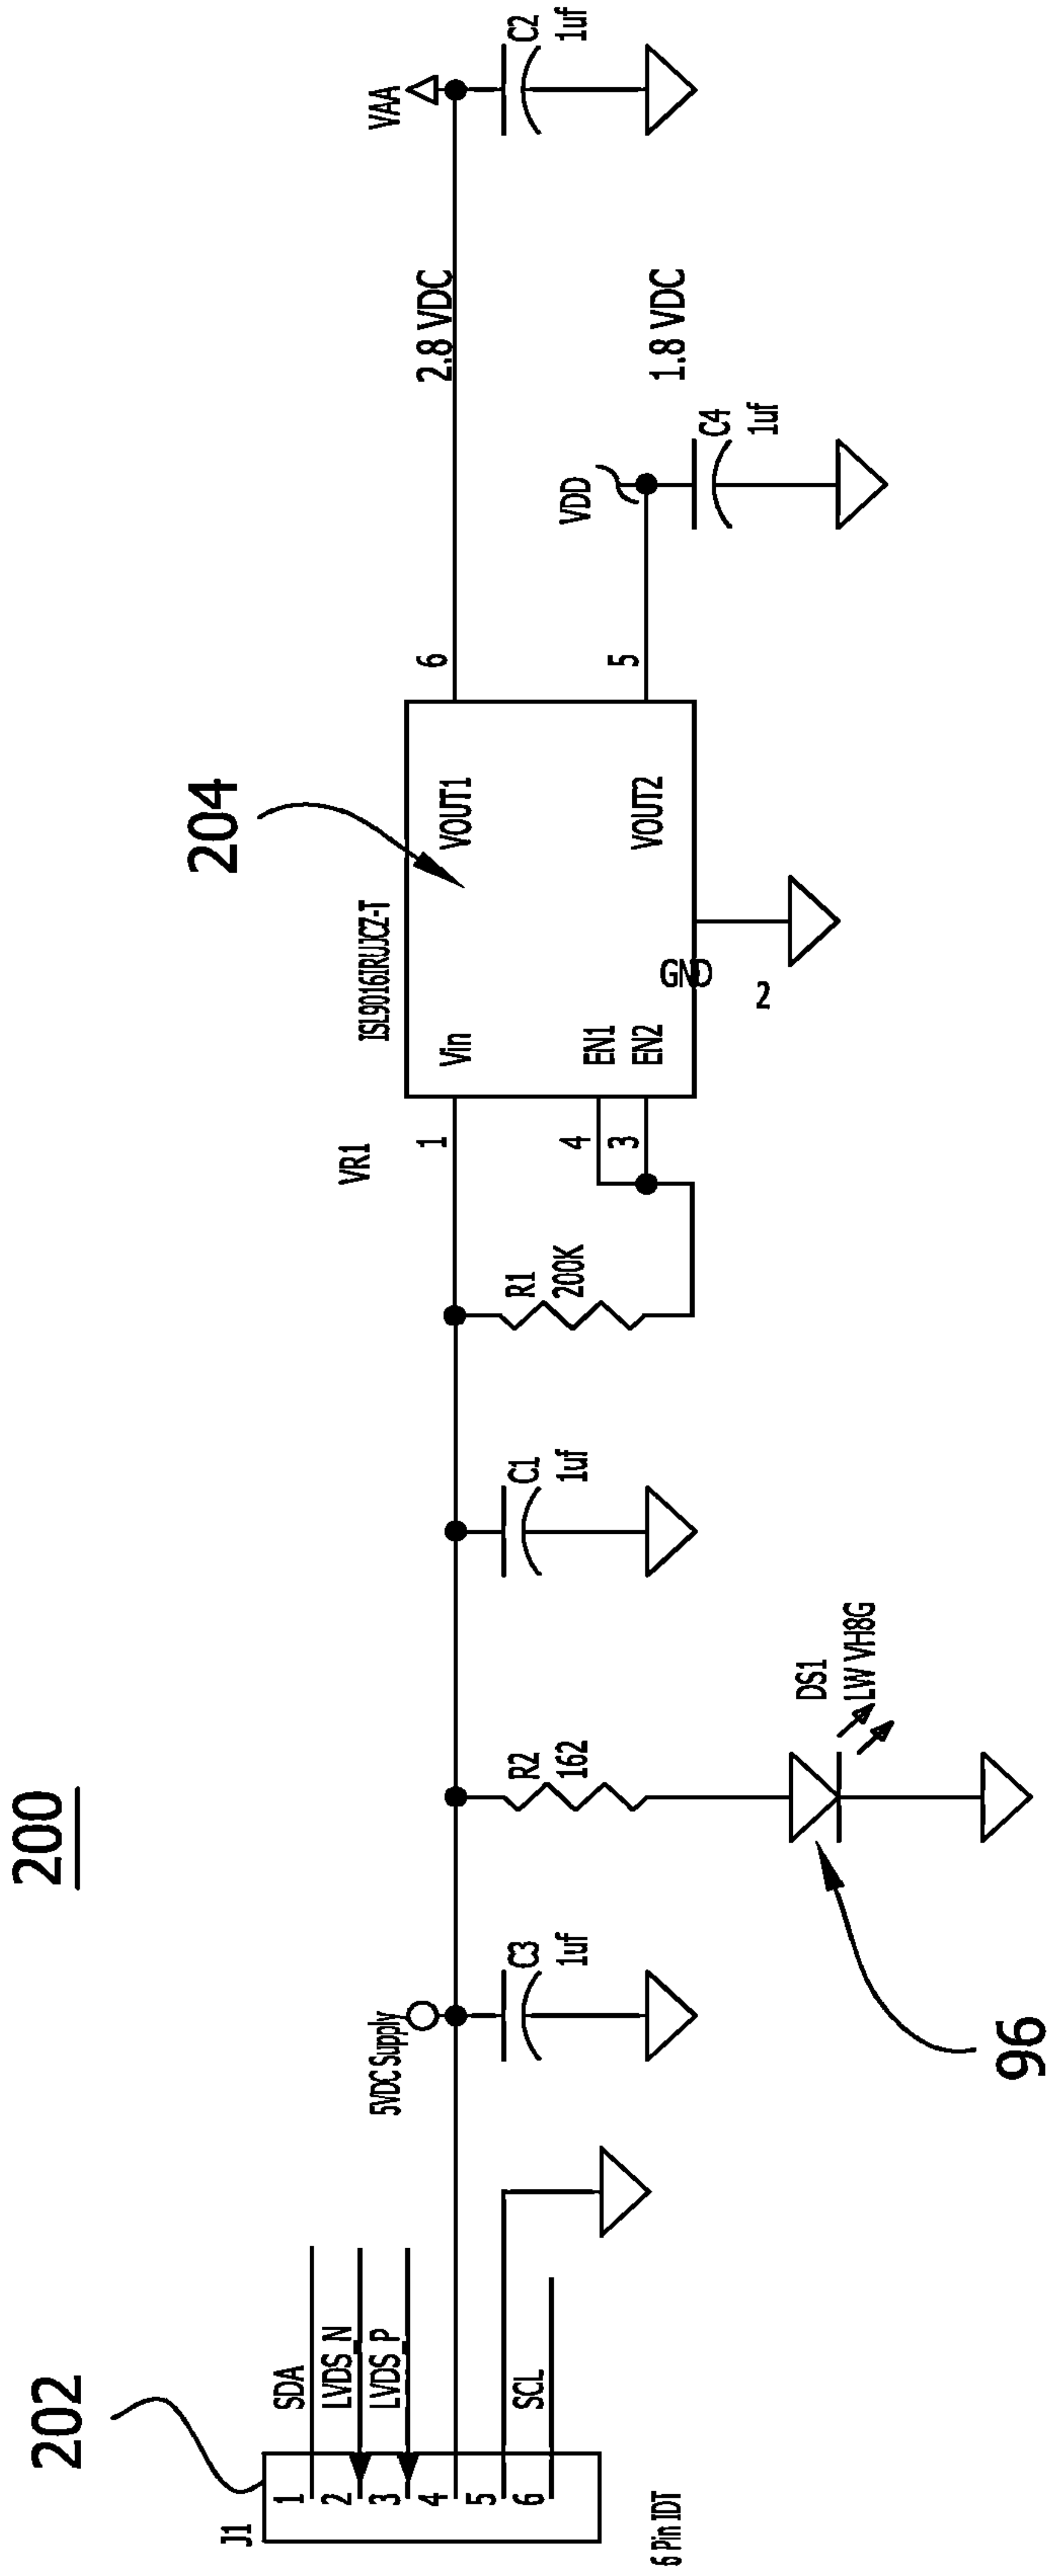 200
202
J1
1
SDA
2
LVDS_N
3
LVDS_P
4
5
6
SCL
6 Pin IDT
5VDC Supply
C3
1uf
R2
162
DS1
LW VH8G
96
C1
1uf
R1
200K
VR1
ISL9016IRUJCZ-T
204
1
Vin
4
EN1
3
EN2
GND
2
VOUT1
6
VOUT2
5
2.8 VDC
VAA
C2
1uf
VDD
1.8 VDC
C4
1uf